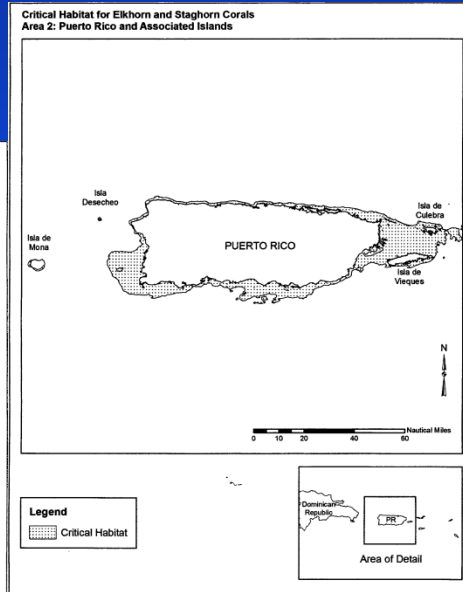 Critical Habitat for Elkhorn and Staghorn Corals
Area 2: Puerto Rico and Associated Islands
Isla
Desecheo
Isla de
Mona
PUERTO RICO
Isla de
Culebra
Isla de
Vieques
N
Nautical Miles
0 5 10 20 40 60
Legend
Critical Habitat
Dominican
Republic
PR
Area of Detail